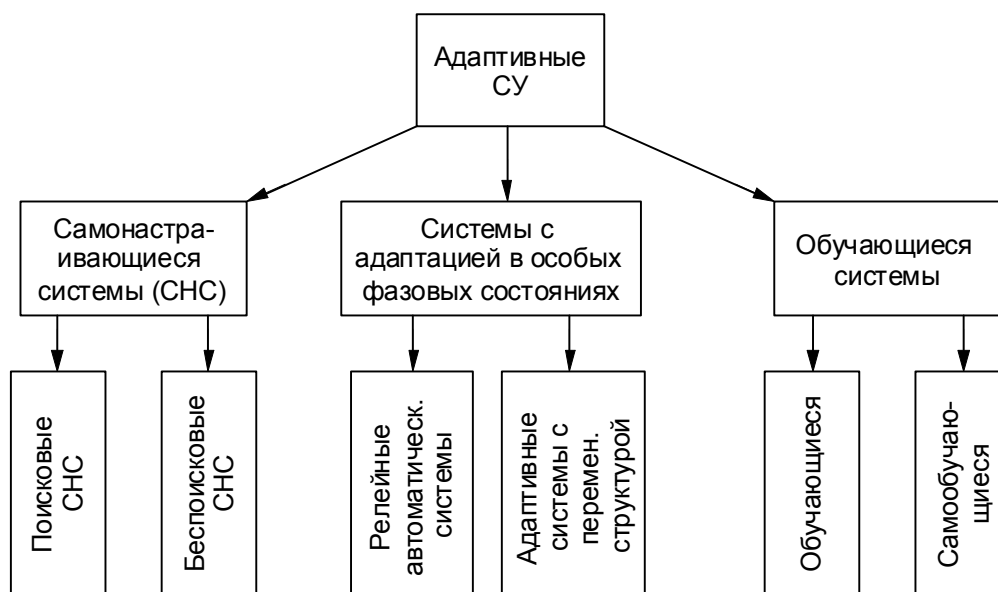 Адаптивные
СУ
Самонастра-
ивающиеся
системы (СНС)
Системы с
адаптацией в особых
фазовых состояниях
Обучающиеся
системы
Поисковые
СНС
Беспоисковые
СНС
Релейные
автоматическ.
системы
Адаптивные
системы с
перемен.
структурой
Обучающиеся
Самообучаю-
щиеся